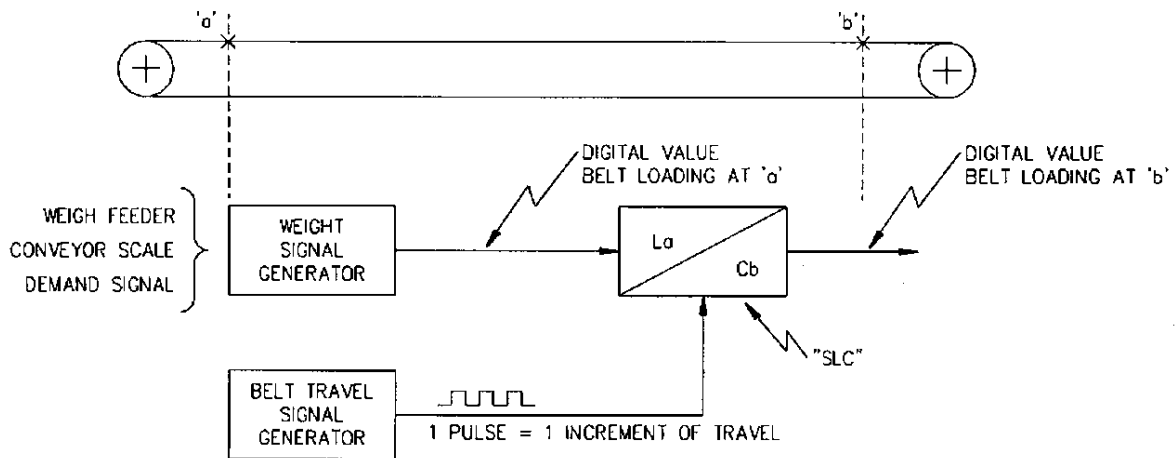 'a'
'b'
DIGITAL VALUE
BELT LOADING AT 'a'
DIGITAL VALUE
BELT LOADING AT 'b'
WEIGH FEEDER
CONVEYOR SCALE
DEMAND SIGNAL
WEIGHT
SIGNAL
GENERATOR
La
Cb
"SLC"
BELT TRAVEL
SIGNAL
GENERATOR
1 PULSE = 1 INCREMENT OF TRAVEL